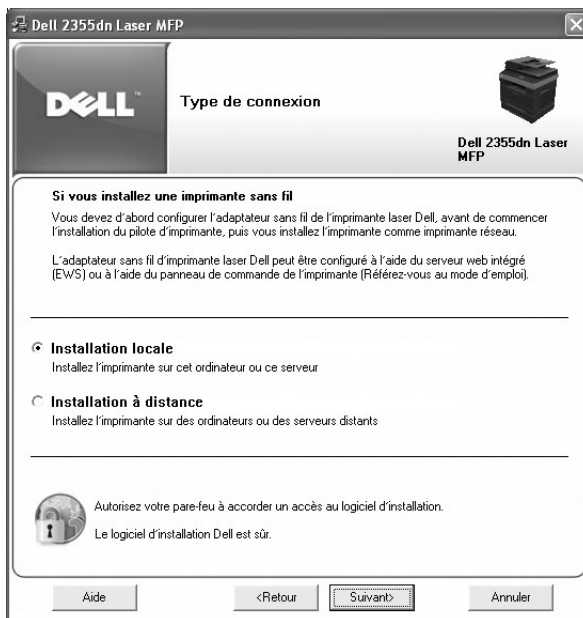 Dell 2355dn Laser MFP
DELL™
Type de connexion
Dell 2355dn Laser
MFP
Si vous installez une imprimante sans fil
Vous devez d'abord configurer l'adaptateur sans fil de l'imprimante laser Dell, avant de commencer
l'installation du pilote d'imprimante, puis vous installez l'imprimante comme imprimante réseau.
L'adaptateur sans fil d'imprimante laser Dell peut être configuré à l'aide du serveur web intégré
(EWS) ou à l'aide du panneau de commande de l'imprimante (Référez-vous au mode d'emploi).
Installation locale
Installez l'imprimante sur cet ordinateur ou ce serveur
Installation à distance
Installez l'imprimante sur des ordinateurs ou des serveurs distants
Autorisez votre pare-feu à accorder un accès au logiciel d'installation.
Le logiciel d'installation Dell est sûr.
Aide <Retour Suivant> Annuler